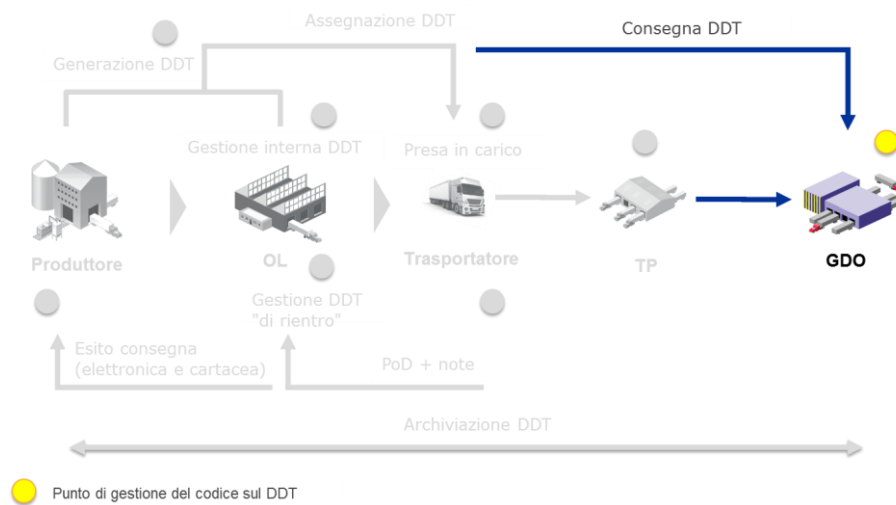 Assegnazione DDT
Consegna DDT
Generazione DDT
Gestione interna DDT
Presa in carico
Produttore
OL
Trasportatore
TP
GDO
Gestione DDT
"di rientro"
Esito consegna
(elettronica e cartacea)
PoD + note
Archiviazione DDT
Punto di gestione del codice sul DDT